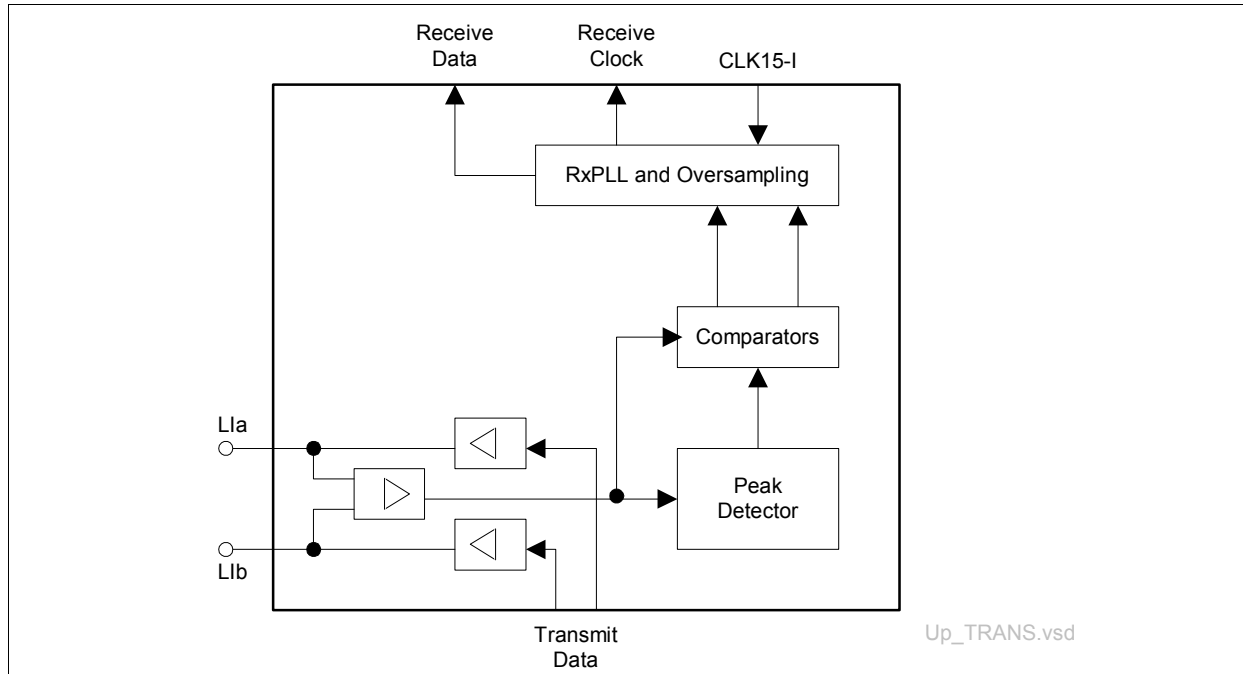 Receive
Data
Receive
Clock
CLK15-I
RxPLL and Oversampling
Comparators
LIa
Peak
Detector
LIb
Transmit
Data
Up_TRANS.vsd